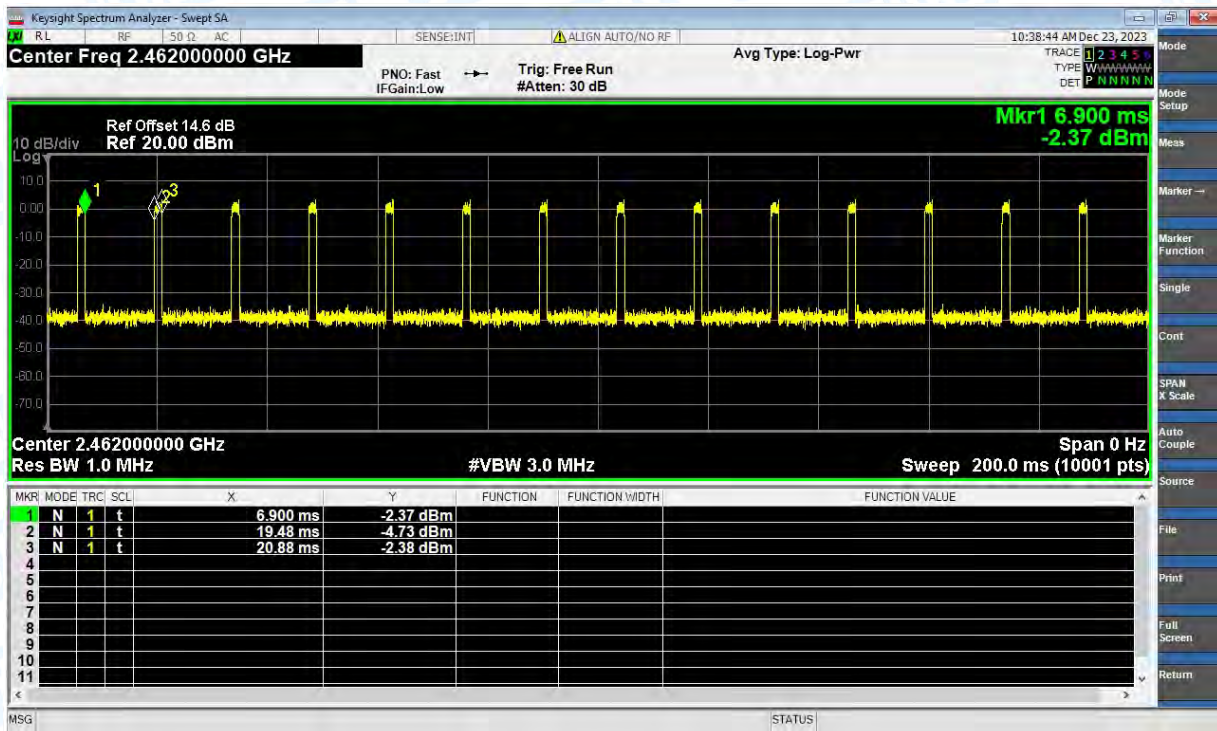 Keysight Spectrum Analyzer - Swept SA
LXI RL RF 50 Ω AC SENSE:INT ALIGN AUTO/NO RF 10:38:44 AM Dec 23, 2023
Center Freq 2.462000000 GHz
PNO: Fast
IFGain:Low
Trig: Free Run
#Atten: 30 dB
Avg Type: Log-Pwr
TRACE 1 2 3 4 5 6
TYPE WWWWWWW
DET P N N N N N
Ref Offset 14.6 dB
Ref 20.00 dBm
10 dB/div
Log
Mkr1 6.900 ms
-2.37 dBm
10.0
0.00
-10.0
-20.0
-30.0
-40.0
-50.0
-60.0
-70.0
1
2
3
Center 2.462000000 GHz
Span 0 Hz
Res BW 1.0 MHz
#VBW 3.0 MHz
Sweep 200.0 ms (10001 pts)
MKR MODE TRC SCL X Y FUNCTION FUNCTION WIDTH FUNCTION VALUE
1 N 1 t 6.900 ms -2.37 dBm
2 N 1 t 19.48 ms -4.73 dBm
3 N 1 t 20.88 ms -2.38 dBm
4
5
6
7
8
9
10
11
MSG
STATUS
Mode
Mode Setup
Meas
Marker →
Marker Function
Single
Cont
SPAN X Scale
Auto Couple
Source
File
Print
Full Screen
Return